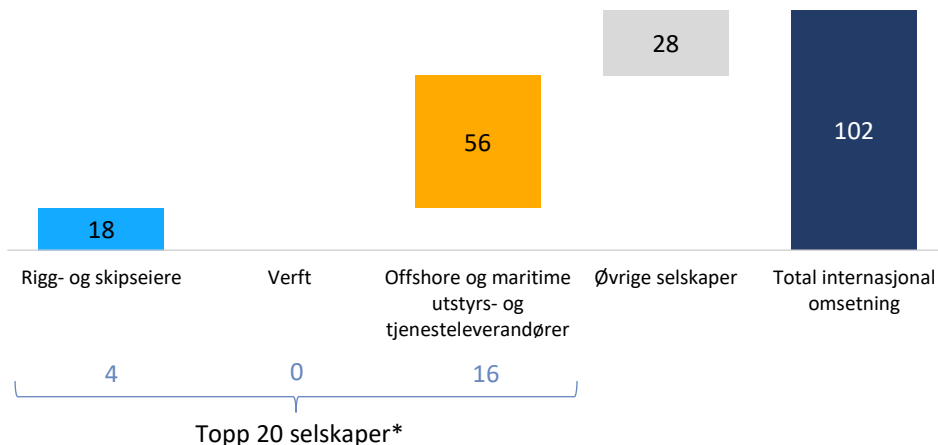 28
56
102
18
Rigg- og skipseiere
Verft
Offshore og maritime
utstyrs- og
tjenesteleverandører
Øvrige selskaper
Total internasjonal
omsetning
4
0
16
Topp 20 selskaper*